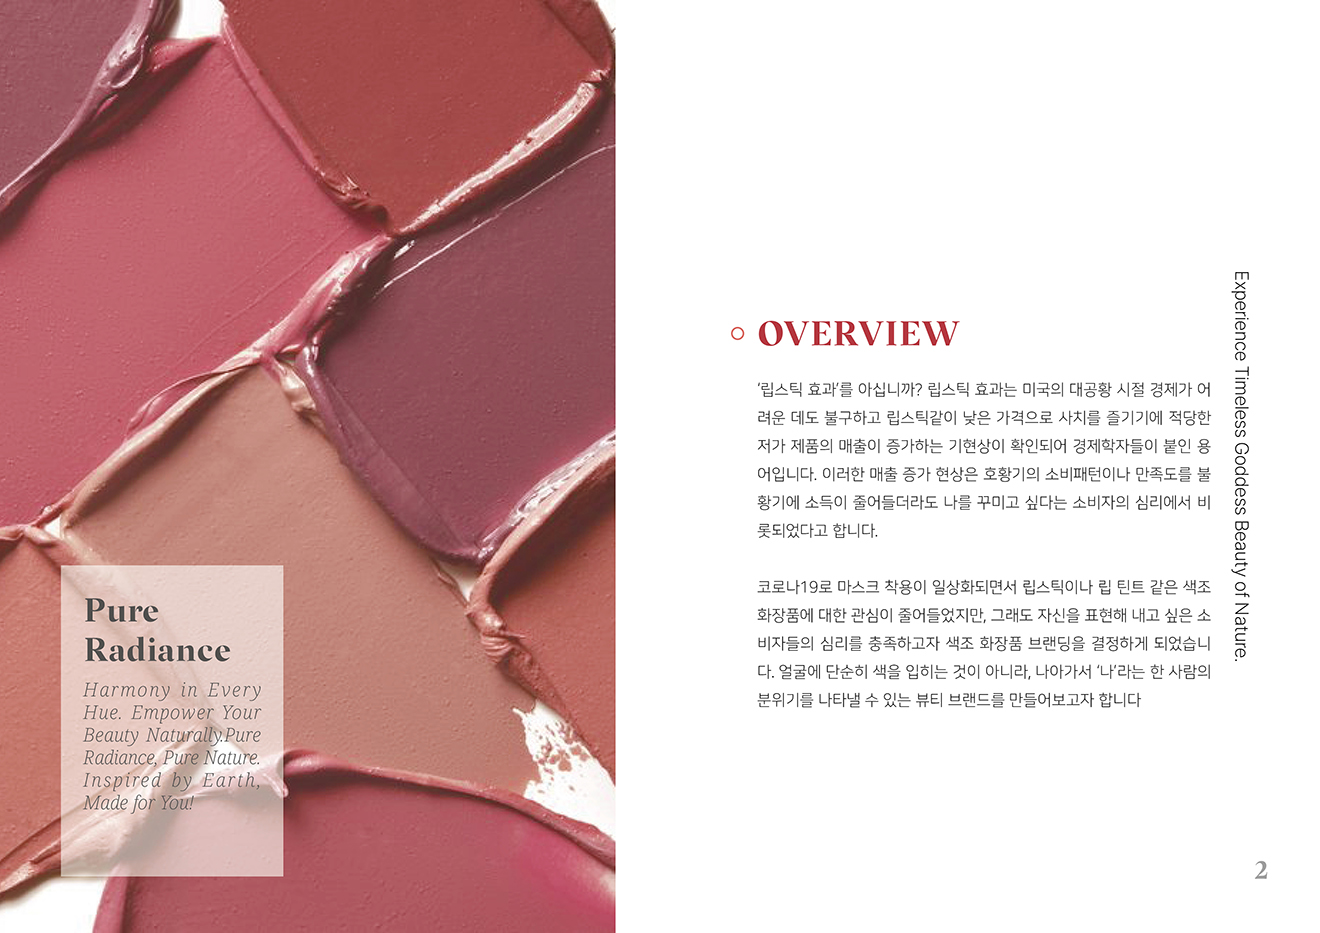 Pure
Radiance
Harmony in Every
Hue. Empower Your
Beauty Naturally.Pure
Radiance, Pure Nature.
Inspired by Earth,
Made for You!
OVERVIEW
‘립스틱 효과’를 아십니까? 립스틱 효과는 미국의 대공황 시절 경제가 어
려운 데도 불구하고 립스틱같이 낮은 가격으로 사치를 즐기기에 적당한
저가 제품의 매출이 증가하는 기현상이 확인되어 경제학자들이 붙인 용
어입니다. 이러한 매출 증가 현상은 호황기의 소비패턴이나 만족도를 불
황기에 소득이 줄어들더라도 나를 꾸미고 싶다는 소비자의 심리에서 비
롯되었다고 합니다.
코로나19로 마스크 착용이 일상화되면서 립스틱이나 립 틴트 같은 색조
화장품에 대한 관심이 줄어들었지만, 그래도 자신을 표현해 내고 싶은 소
비자들의 심리를 충족하고자 색조 화장품 브랜딩을 결정하게 되었습니
다. 얼굴에 단순히 색을 입히는 것이 아니라, 나아가서 ‘나’라는 한 사람의
분위기를 나타낼 수 있는 뷰티 브랜드를 만들어보고자 합니다
Experience Timeless Goddess Beauty of Nature.
2